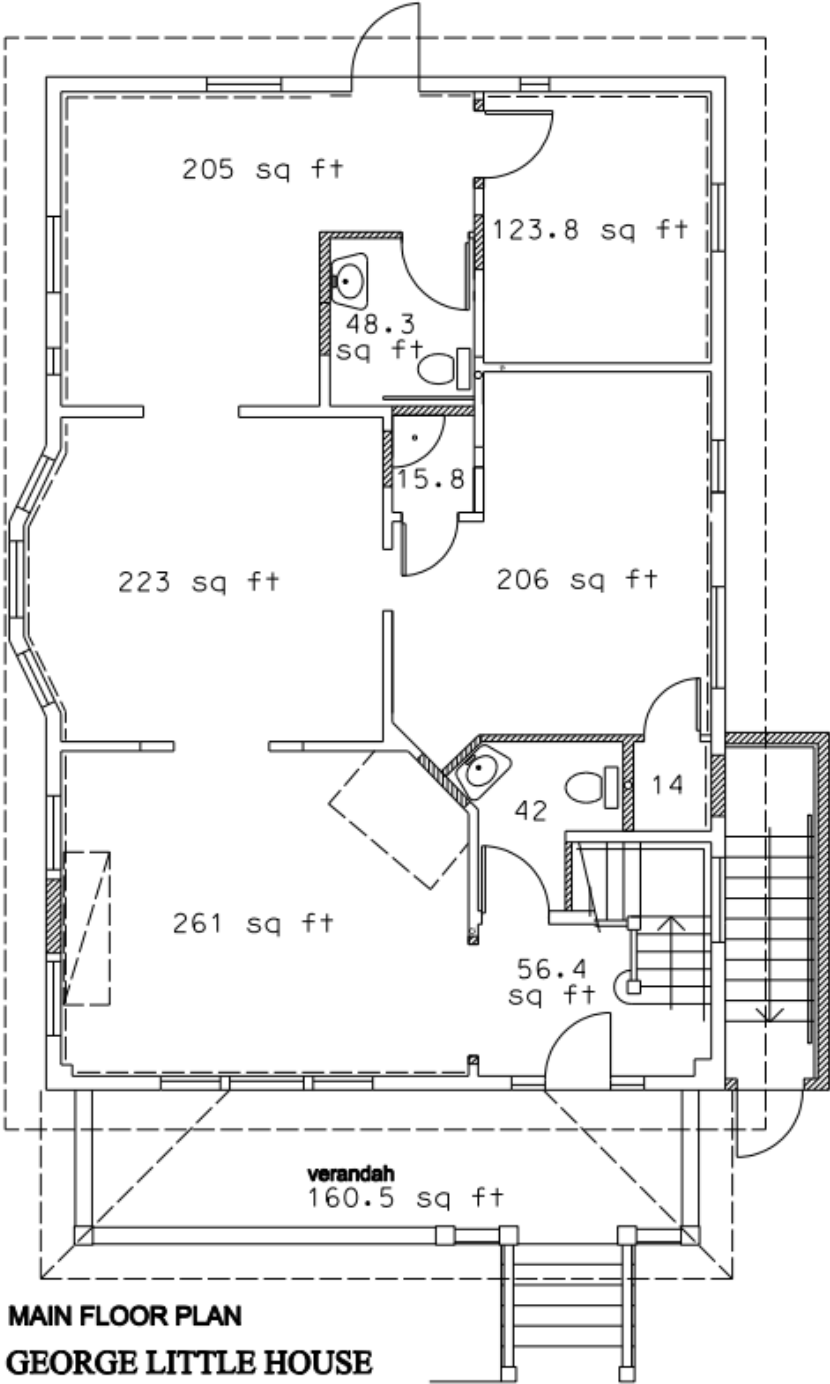 205 sq ft
123.8 sq ft
48.3
sq ft
15.8
223 sq ft
206 sq ft
14
42
261 sq ft
56.4
sq ft
verandah
160.5 sq ft
MAIN FLOOR PLAN
GEORGE LITTLE HOUSE